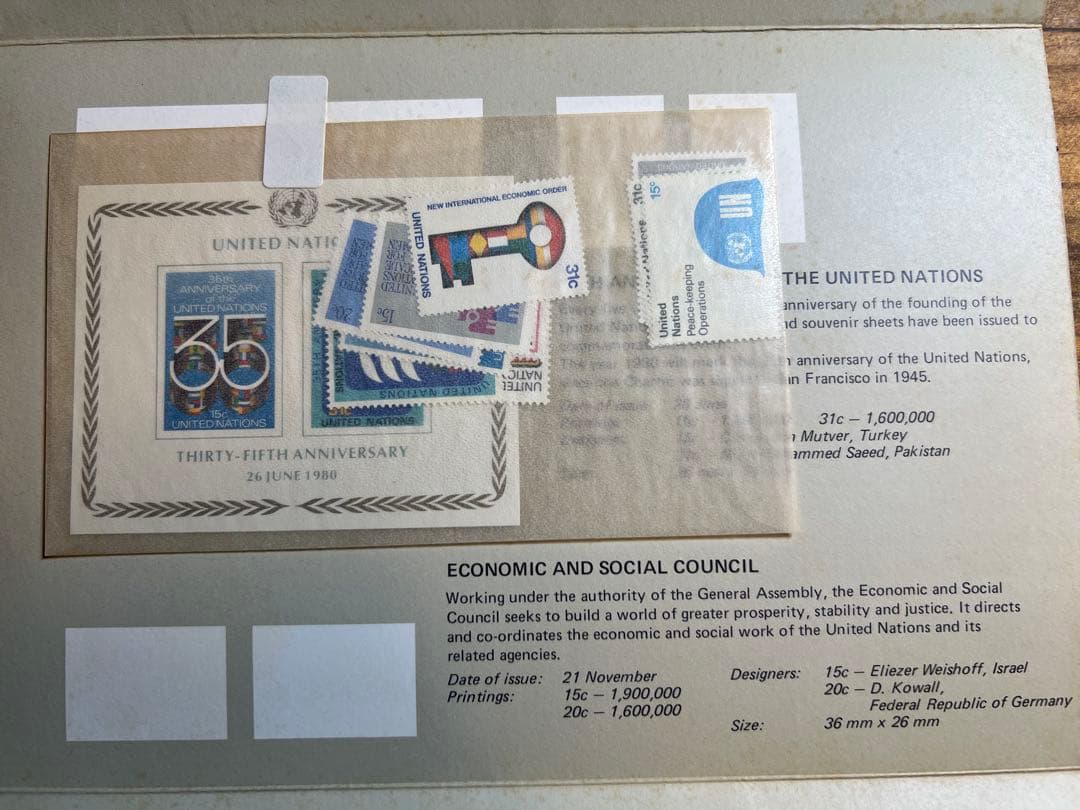 UNITED NATIO
35th
ANNIVERSARY
of the
UNITED NATIONS
35
15c
UNITED NATIONS
THIRTY-FIFTH ANNIVERSARY
26 JUNE 1980
NEW INTERNATIONAL ECONOMIC ORDER
UNITED NATIONS
31c
20c
15c
UNITED NATIONS
UNITED NATIONS
UNITED
31c
15c
United
Nations
Peace-keeping
Operations
UN
THE UNITED NATIONS
anniversary of the founding of the
nd souvenir sheets have been issued to
anniversary of the United Nations,
an Francisco in 1945.
31c – 1,600,000
Mutver, Turkey
ammed Saeed, Pakistan
ECONOMIC AND SOCIAL COUNCIL
Working under the authority of the General Assembly, the Economic and Social
Council seeks to build a world of greater prosperity, stability and justice. It directs
and co-ordinates the economic and social work of the United Nations and its
related agencies.
Date of issue: 21 November
Printings: 15c – 1,900,000
20c – 1,600,000
Designers: 15c – Eliezer Weishoff, Israel
20c – D. Kowall,
Federal Republic of Germany
Size: 36 mm x 26 mm